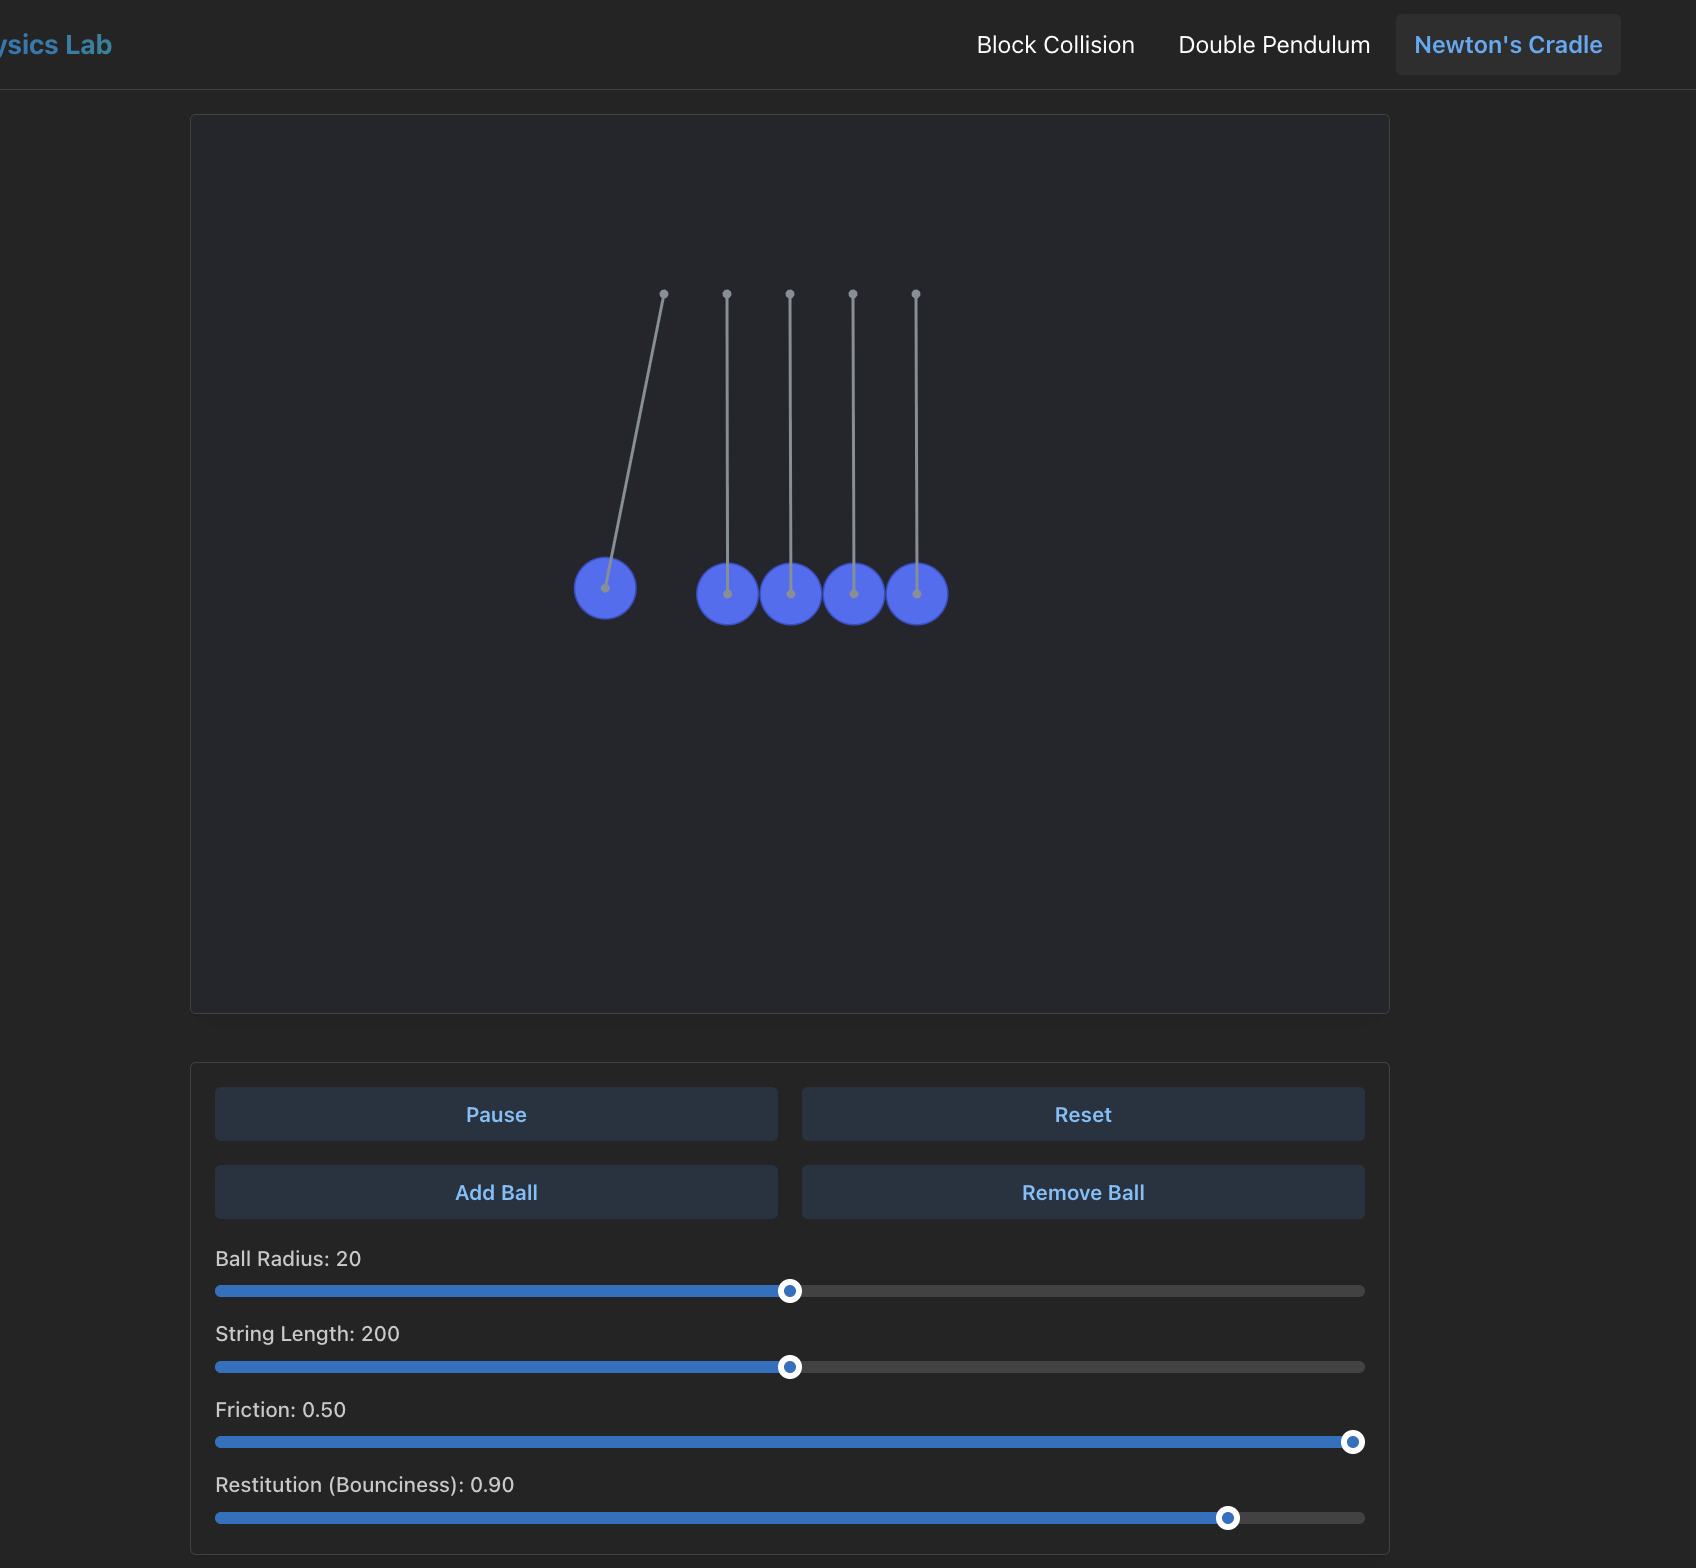 ysics Lab
Block Collision
Double Pendulum
Newton's Cradle
Pause
Reset
Add Ball
Remove Ball
Ball Radius: 20
String Length: 200
Friction: 0.50
Restitution (Bounciness): 0.90